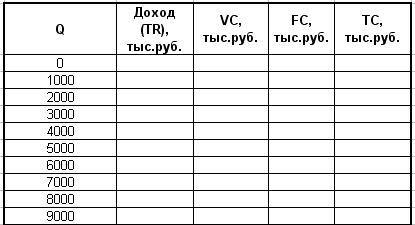 Q
Доход
(TR),
тыс.руб.
VC,
тыс.руб.
FC,
тыс.руб.
TC,
тыс.руб.
0
1000
2000
3000
4000
5000
6000
7000
8000
9000